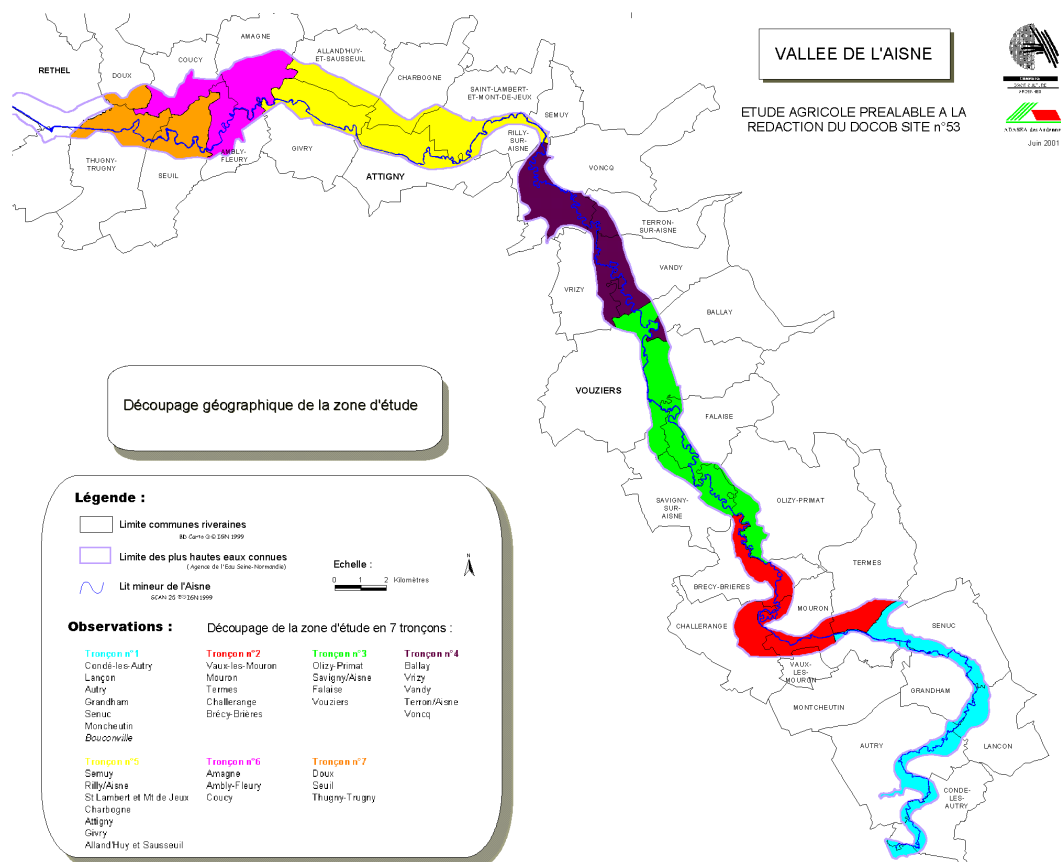 VALLEE DE L'AISNE
ETUDE AGRICOLE PREALABLE A LA
REDACTION DU DOCOB SITE n°53
Juin 2001
RETHEL
DOUX
COUCY
AMAGNE
ALLAND'HUY
ET-SAUSSEUIL
CHARBOGNE
SAINT-LAMBERT
-ET-MONT-DE-JEUX
SEMUY
RILLY-
SUR-
AISNE
VONCQ
THUGNY-
TRUGNY
SEUIL
AMBLY-
FLEURY
GIVRY
ATTIGNY
TERRON-
SUR-AISNE
VANDY
VRIZY
BALLAY
VOUZIERS
FALAISE
SAVIGNY-
SUR-
AISNE
OLIZY-PRIMAT
TERMES
BRECY-BRIERES
MOURON
CHALLERANGE
SENUC
VAUX-
LES-
MOURON
GRANDHAM
MONTCHEUTIN
AUTRY
LANCON
CONDE-
LES-
AUTRY
Découpage géographique de la zone d'étude
Légende :
Limite communes riveraines
BD Carto ® © IGN 1999
Limite des plus hautes eaux connues
( Agence de l'Eau Seine-Normandie)
Lit mineur de l'Aisne
SCAN 25 ® © IGN 1999
Echelle :
0 1 2 Kilomètres
N
Observations :
Découpage de la zone d'étude en 7 tronçons :
Tronçon n°1
Condé-les-Autry
Lançon
Autry
Grandham
Senuc
Moncheutin
Bouconville
Tronçon n°2
Vaux-les-Mouron
Mouron
Termes
Challerange
Brécy-Brières
Tronçon n°3
Olizy-Primat
Savigny/Aisne
Falaise
Vouziers
Tronçon n°4
Ballay
Vrizy
Vandy
Terron/Aisne
Voncq
Tronçon n°5
Semuy
Rilly/Aisne
St Lambert et Mt de Jeux
Charbogne
Attigny
Givry
Alland'Huy et Sausseuil
Tronçon n°6
Amagne
Ambly-Fleury
Coucy
Tronçon n°7
Doux
Seuil
Thugny-Trugny